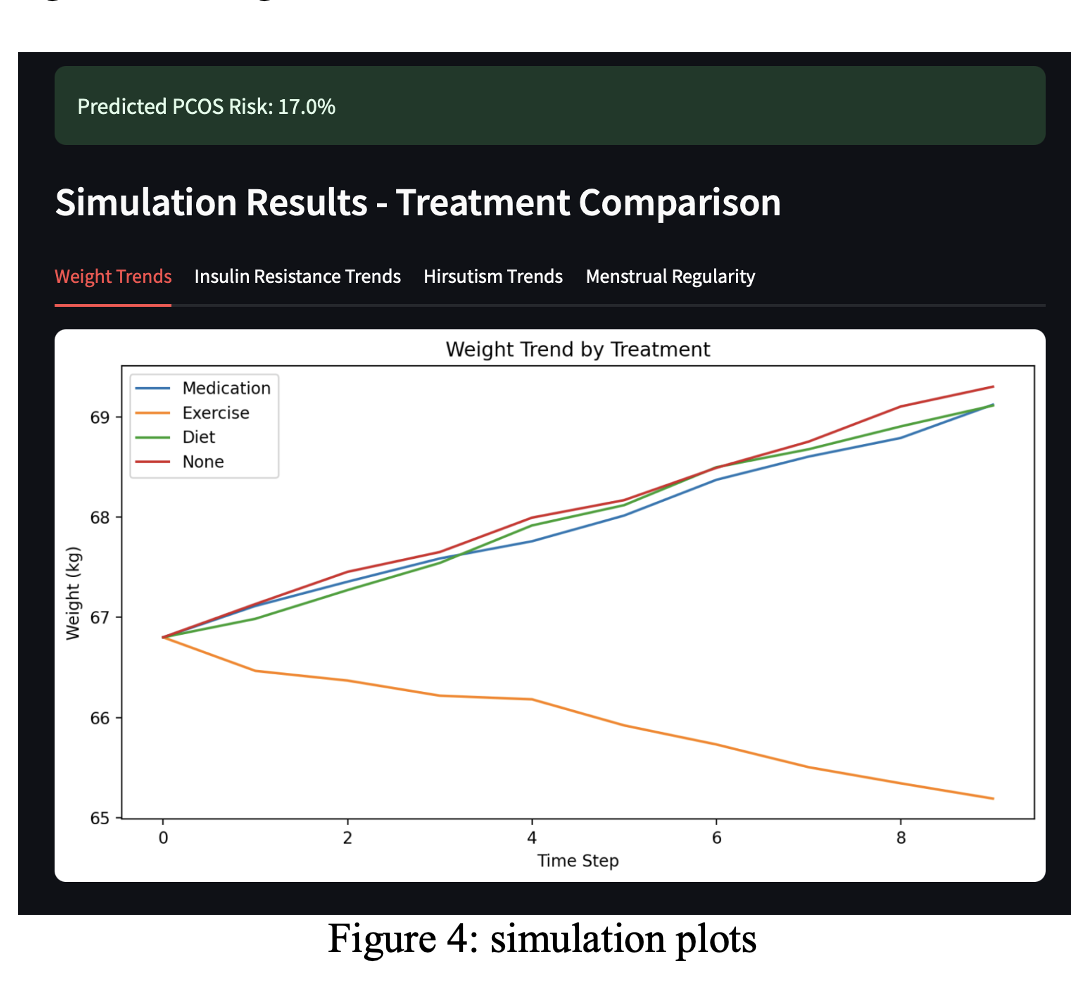 Predicted PCOS Risk: 17.0%
Simulation Results - Treatment Comparison
Weight Trends Insulin Resistance Trends Hirsutism Trends Menstrual Regularity
Weight Trend by Treatment
Medication
Exercise
Diet
None
Weight (kg)
69
68
67
66
65
0 2 4 6 8
Time Step
Figure 4: simulation plots